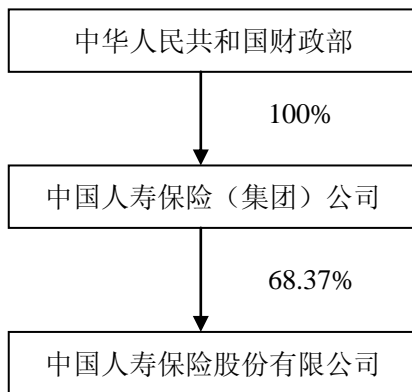 中华人民共和国财政部
100%
中国人寿保险（集团）公司
68.37%
中国人寿保险股份有限公司